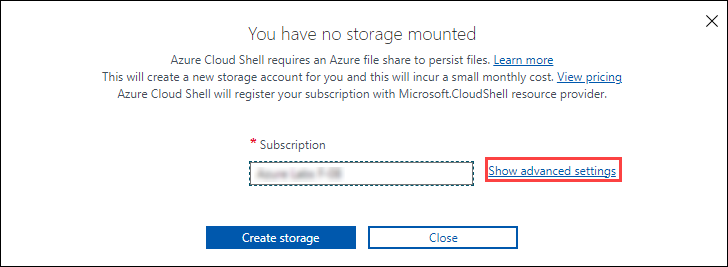 You have no storage mounted
Azure Cloud Shell requires an Azure file share to persist files. Learn more
This will create a new storage account for you and this will incur a small monthly cost. View pricing
Azure Cloud Shell will register your subscription with Microsoft.CloudShell resource provider.
* Subscription
Show advanced settings
Create storage
Close